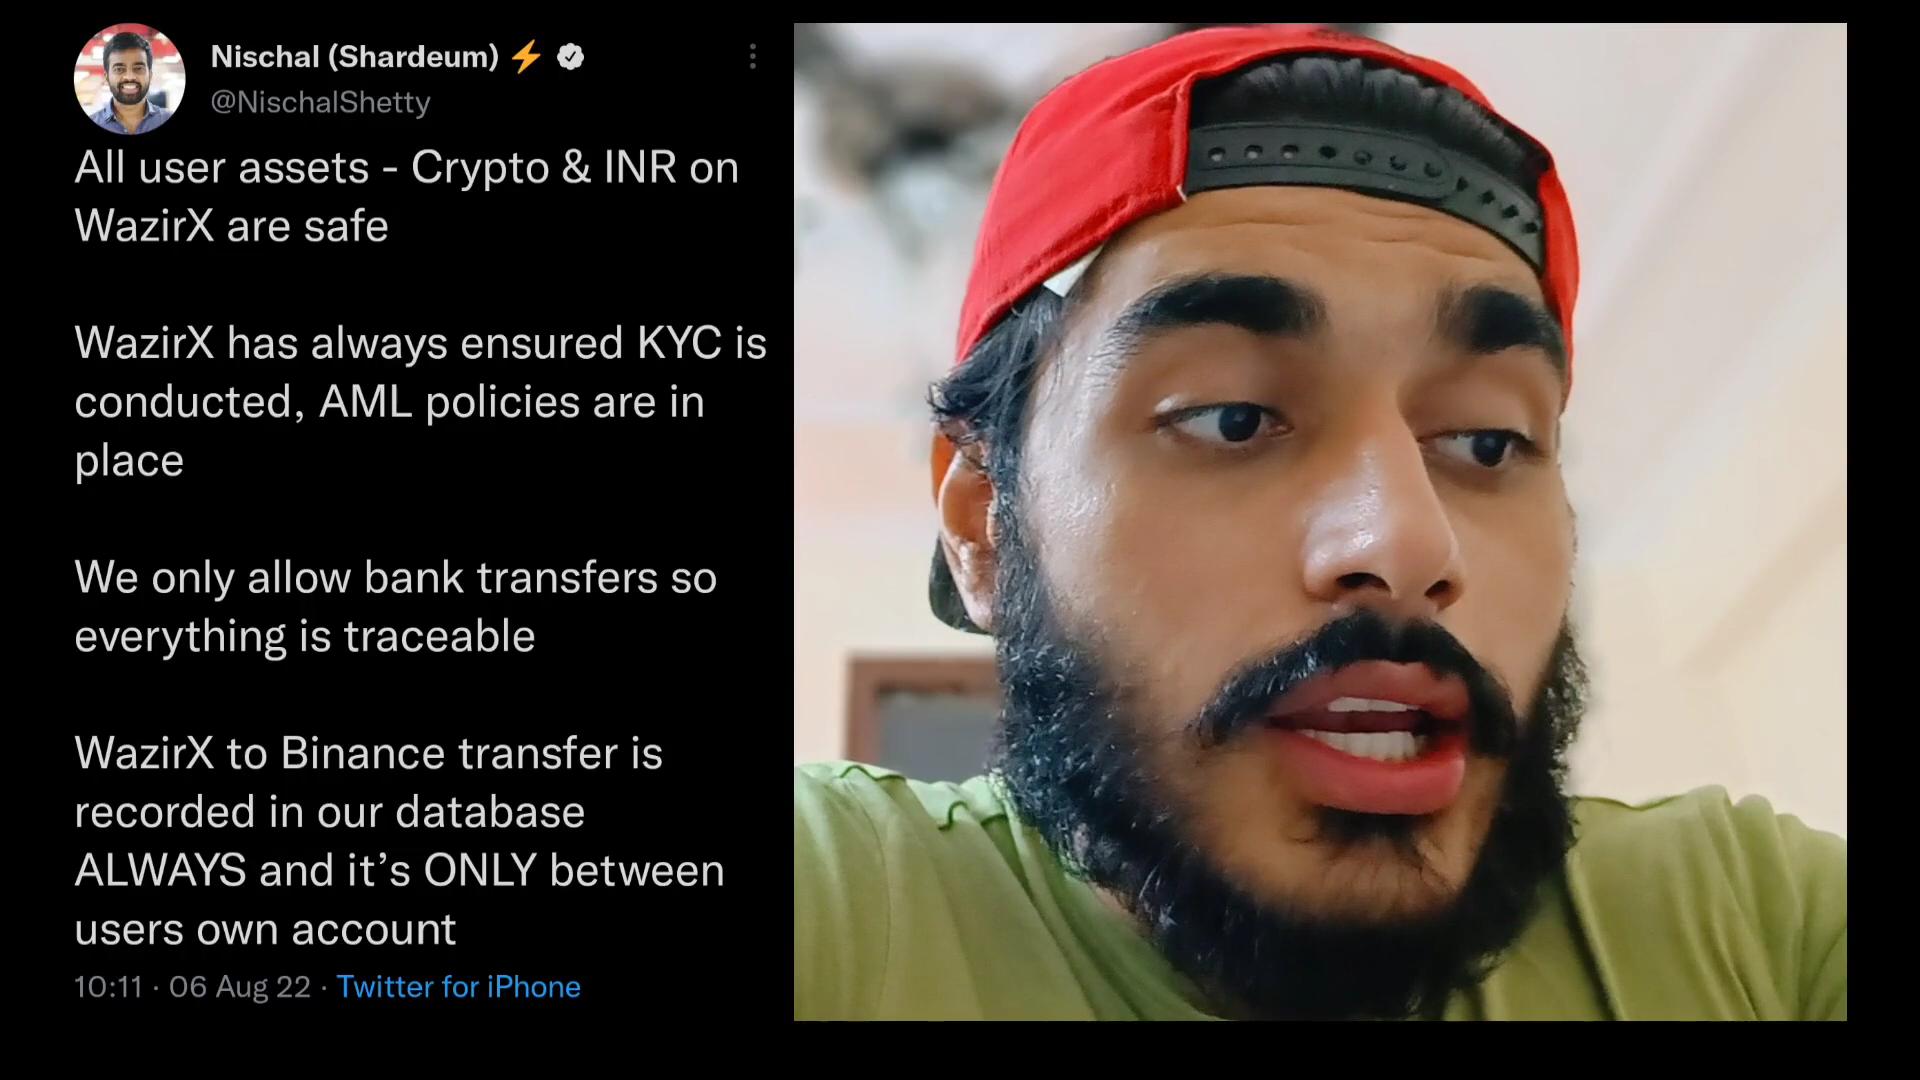 Nischal (Shardeum) ⚡
@NischalShetty
All user assets - Crypto & INR on
WazirX are safe
WazirX has always ensured KYC is
conducted, AML policies are in
place
We only allow bank transfers so
everything is traceable
WazirX to Binance transfer is
recorded in our database
ALWAYS and it’s ONLY between
users own account
10:11 · 06 Aug 22 · Twitter for iPhone